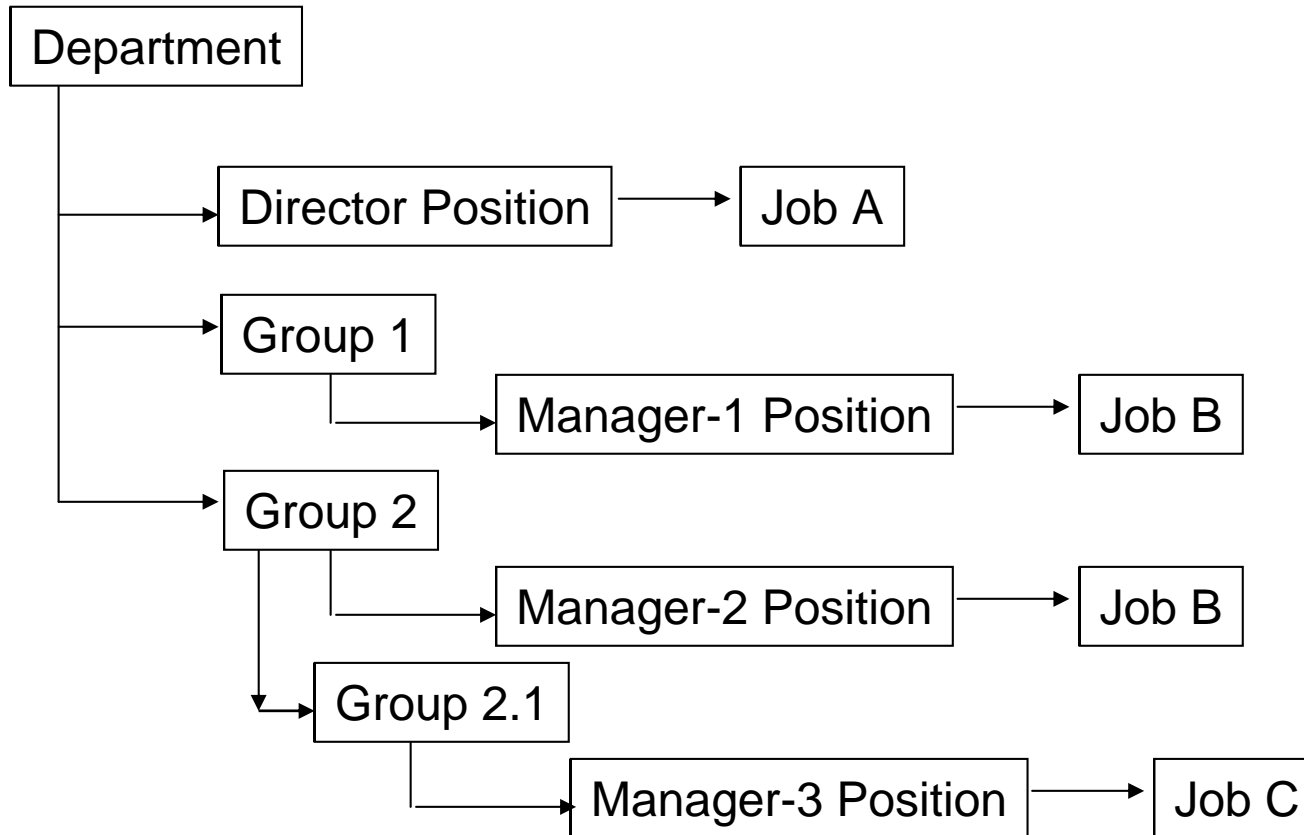 Department
Director Position
Job A
Group 1
Manager-1 Position
Job B
Group 2
Manager-2 Position
Job B
Group 2.1
Manager-3 Position
Job C